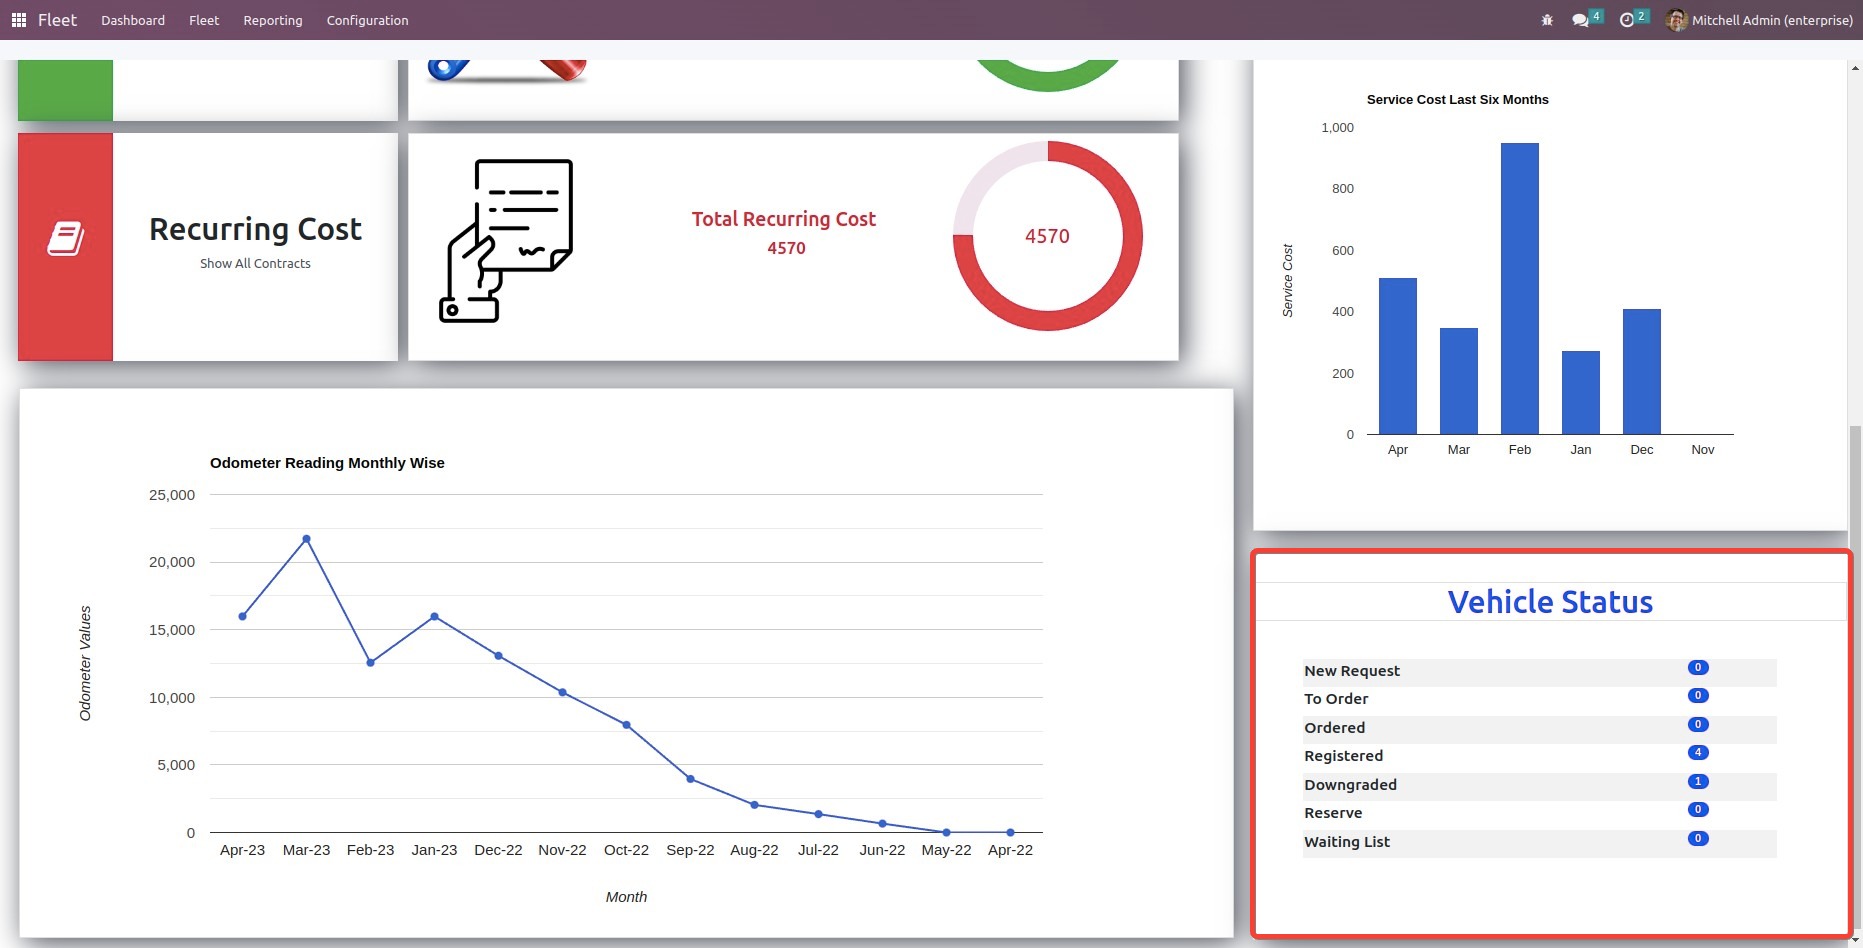 Fleet Dashboard Fleet Reporting Configuration 4 2 Mitchell Admin (enterprise)
Recurring Cost
Show All Contracts
Total Recurring Cost
4570
4570
Service Cost Last Six Months
1,000
800
600
400
200
0
Service Cost
Apr Mar Feb Jan Dec Nov
Odometer Reading Monthly Wise
25,000
20,000
15,000
10,000
5,000
0
Odometer Values
Apr-23 Mar-23 Feb-23 Jan-23 Dec-22 Nov-22 Oct-22 Sep-22 Aug-22 Jul-22 Jun-22 May-22 Apr-22
Month
Vehicle Status
New Request 0
To Order 0
Ordered 0
Registered 4
Downgraded 1
Reserve 0
Waiting List 0